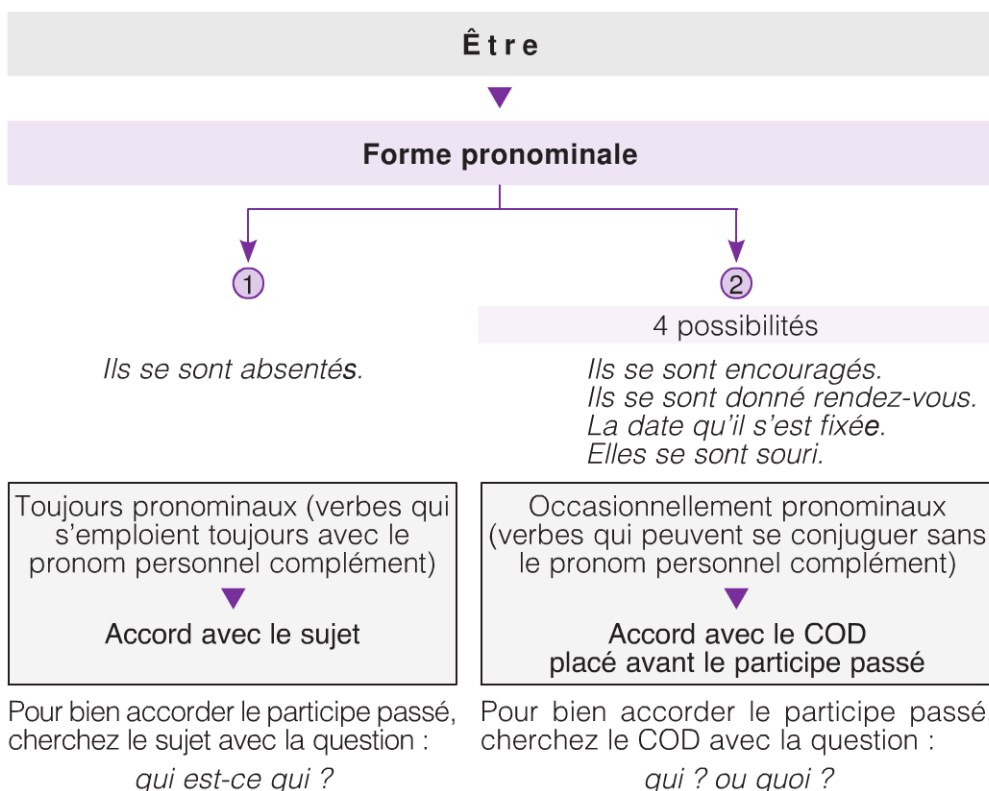 Être
Forme pronominale
1
2
4 possibilités
Ils se sont absentés.
Ils se sont encouragés.
Ils se sont donné rendez-vous.
La date qu'il s'est fixée.
Elles se sont souri.
Toujours pronominaux (verbes qui
s'emploient toujours avec le
pronom personnel complément)
Accord avec le sujet
Occasionnellement pronominaux
(verbes qui peuvent se conjuguer sans
le pronom personnel complément)
Accord avec le COD
placé avant le participe passé
Pour bien accorder le participe passé,
cherchez le sujet avec la question :
qui est-ce qui ?
Pour bien accorder le participe passé,
cherchez le COD avec la question :
qui ? ou quoi ?